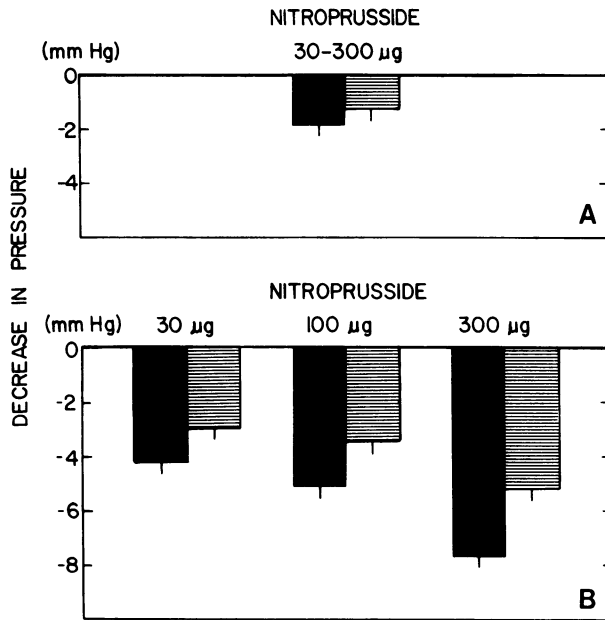 NITROPRUSSIDE
(mm Hg) 30-300 µg
0
-2
-4
A
DECREASE IN PRESSURE
NITROPRUSSIDE
(mm Hg) 30 µg 100 µg 300 µg
0
-2
-4
-6
-8
B